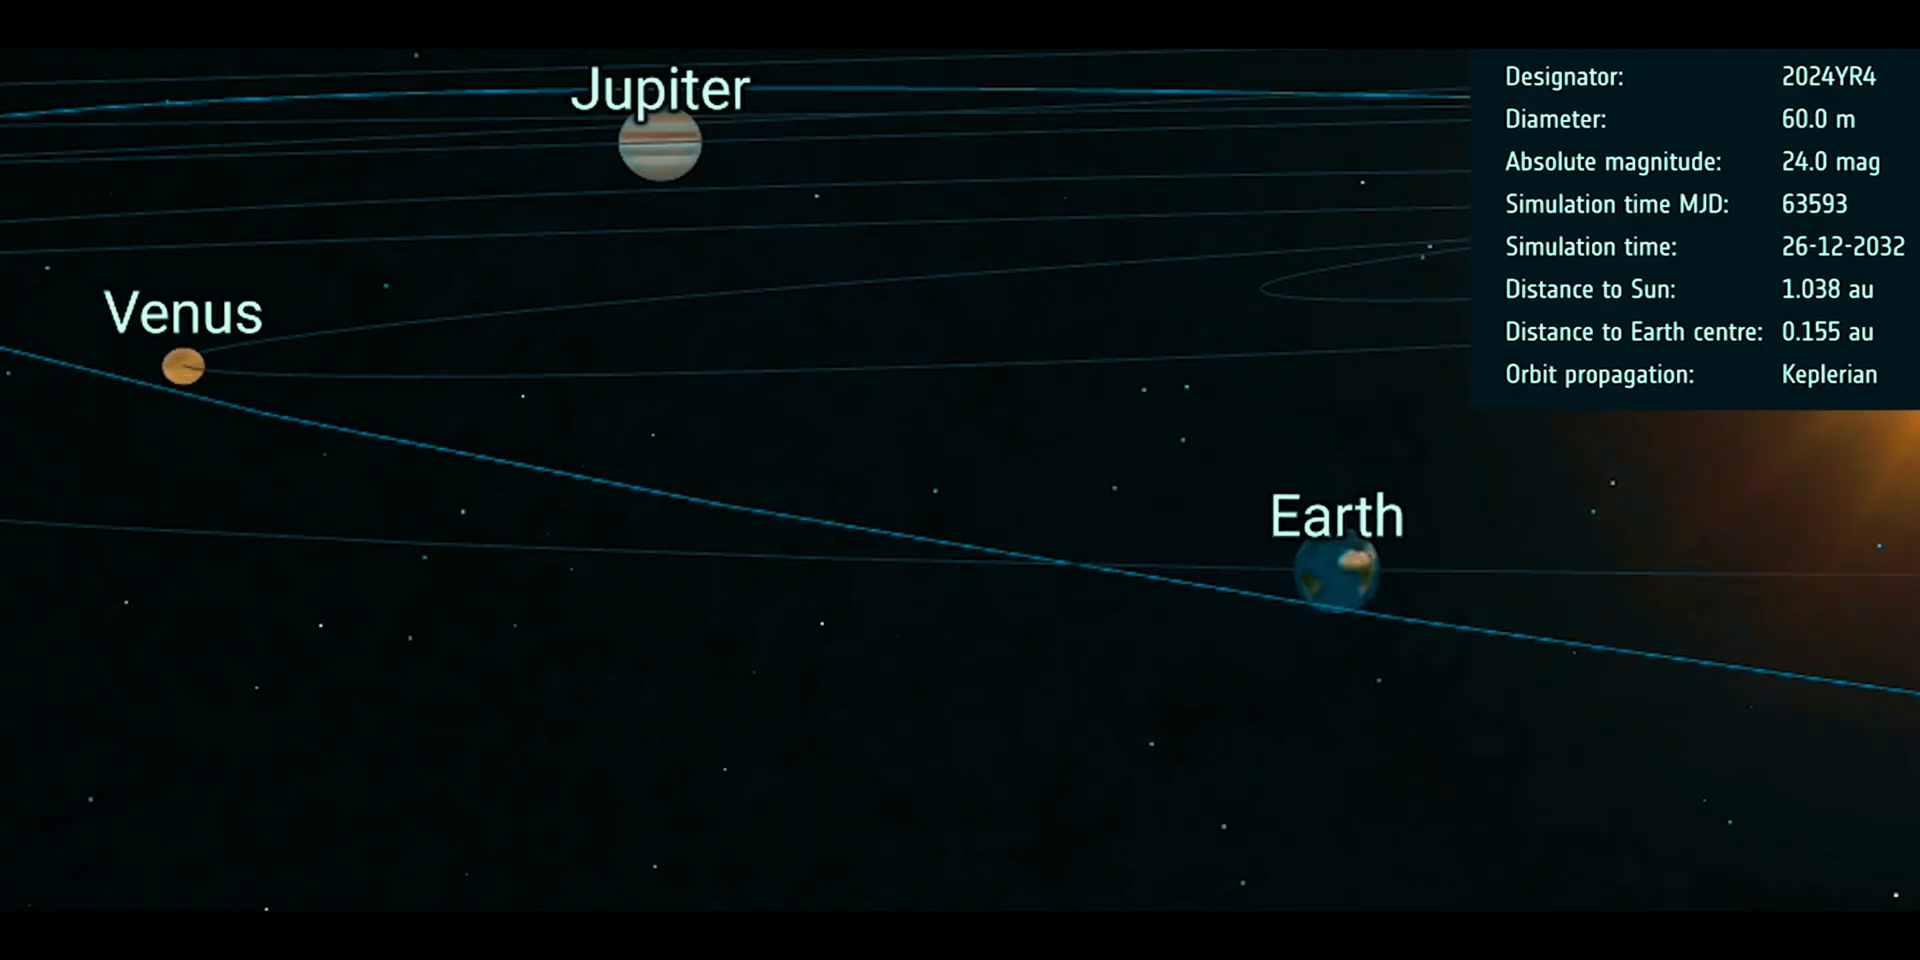 Jupiter
Venus
Earth
Designator: 2024YR4
Diameter: 60.0 m
Absolute magnitude: 24.0 mag
Simulation time MJD: 63593
Simulation time: 26-12-2032
Distance to Sun: 1.038 au
Distance to Earth centre: 0.155 au
Orbit propagation: Keplerian